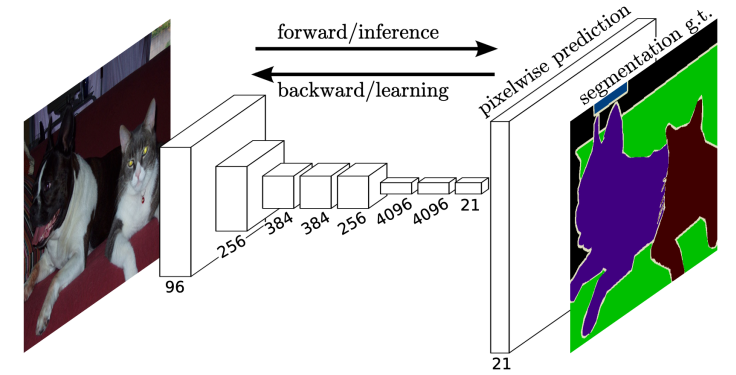 forward/inference
backward/learning
pixelwise prediction
segmentation g.t.
96
256
384
384
256
4096
4096
21
21